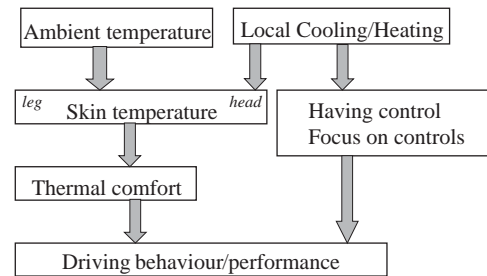 Ambient temperature
Local Cooling/Heating
leg
Skin temperature
head
Having control
Focus on controls
Thermal comfort
Driving behaviour/performance